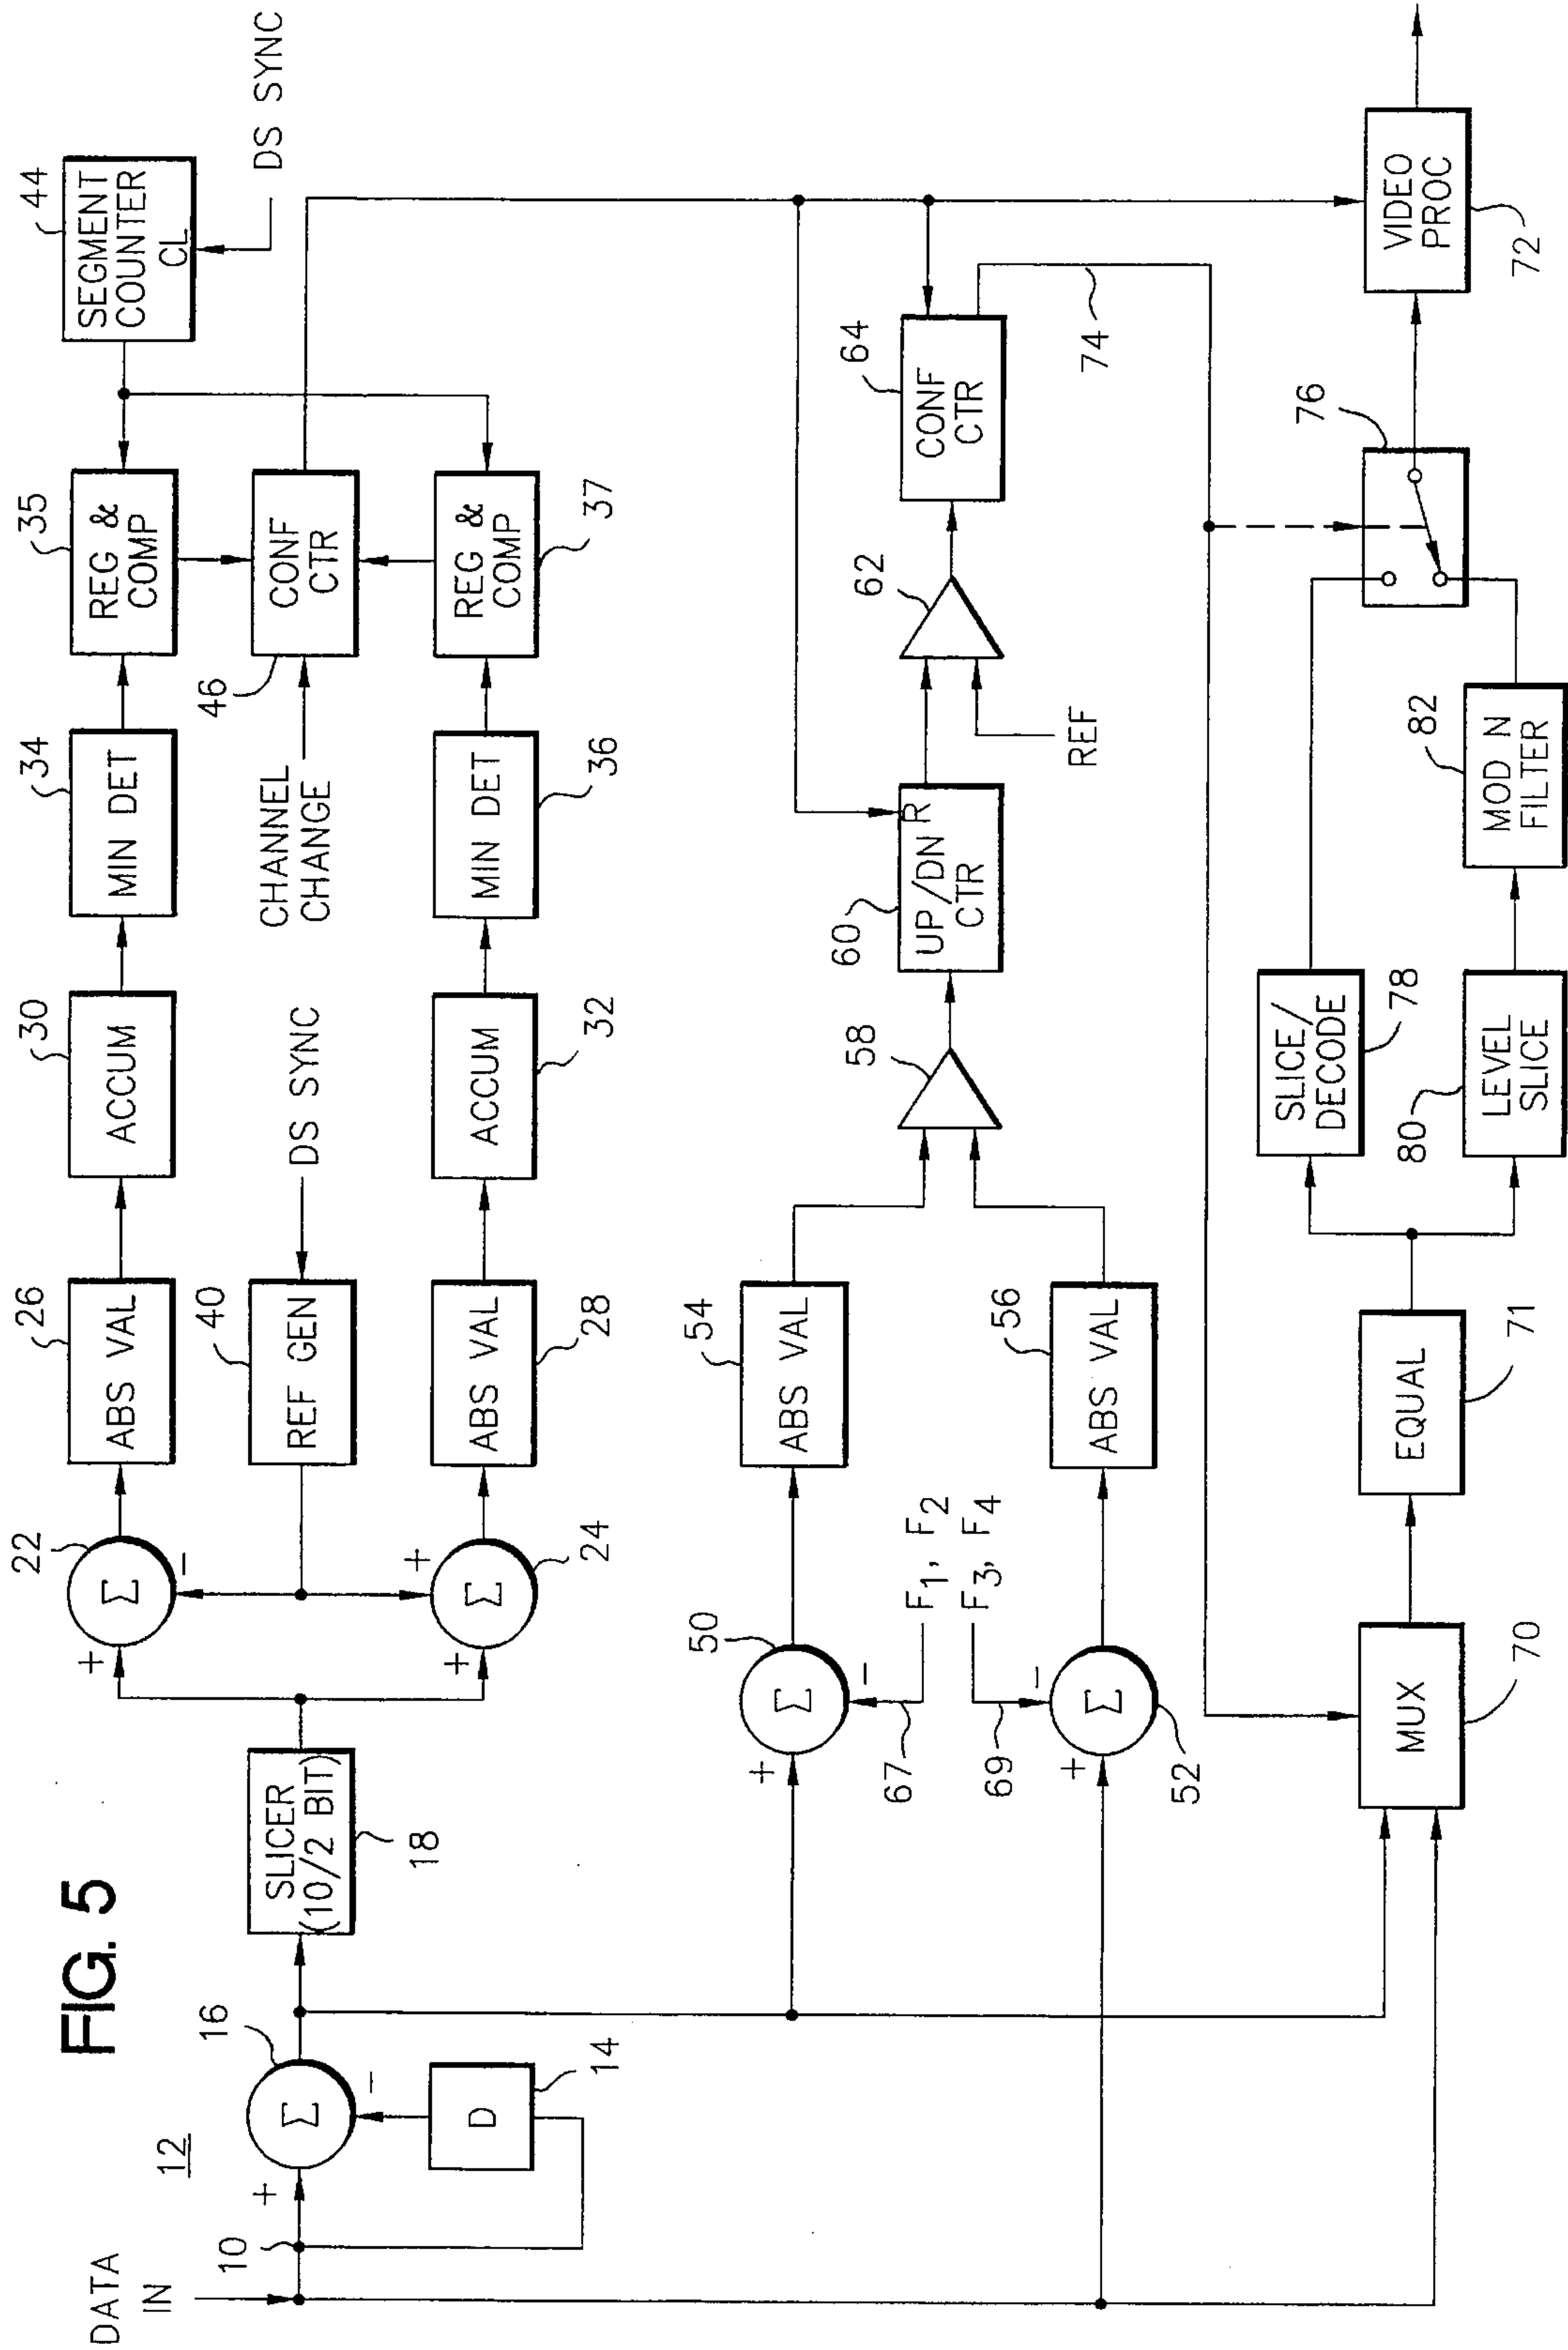 FIG. 5
DATA
IN
10
12
+
16
Σ
−
D
14
SLICER
(10/2 BIT)
18
22
+
Σ
−
+
+
Σ
24
26
ABS VAL
40
REF GEN
DS SYNC
ABS VAL
28
30
ACCUM
ACCUM
32
34
MIN DET
CHANNEL
CHANGE
MIN DET
36
35
REG &
COMP
46
CONF
CTR
REG &
COMP
37
44
SEGMENT
COUNTER
CL
DS SYNC
50
+
Σ
−
67
F1, F2
F3, F4
69
−
+
Σ
52
54
ABS VAL
56
ABS VAL
58
60
UP/DN
CTR
R
62
REF
64
CONF
CTR
74
MUX
70
EQUAL
71
SLICE/
DECODE
78
80
LEVEL
SLICE
82
MOD N
FILTER
76
VIDEO
PROC
72